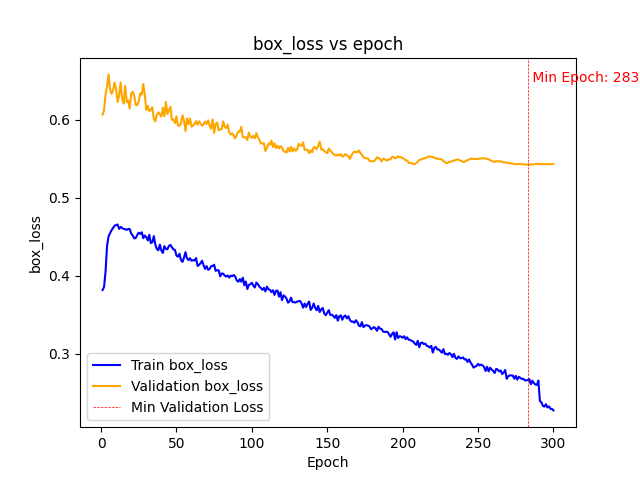 box_loss vs epoch
Min Epoch: 283
0.6
0.5
0.4
0.3
box_loss
Train box_loss
Validation box_loss
Min Validation Loss
0 50 100 150 200 250 300
Epoch